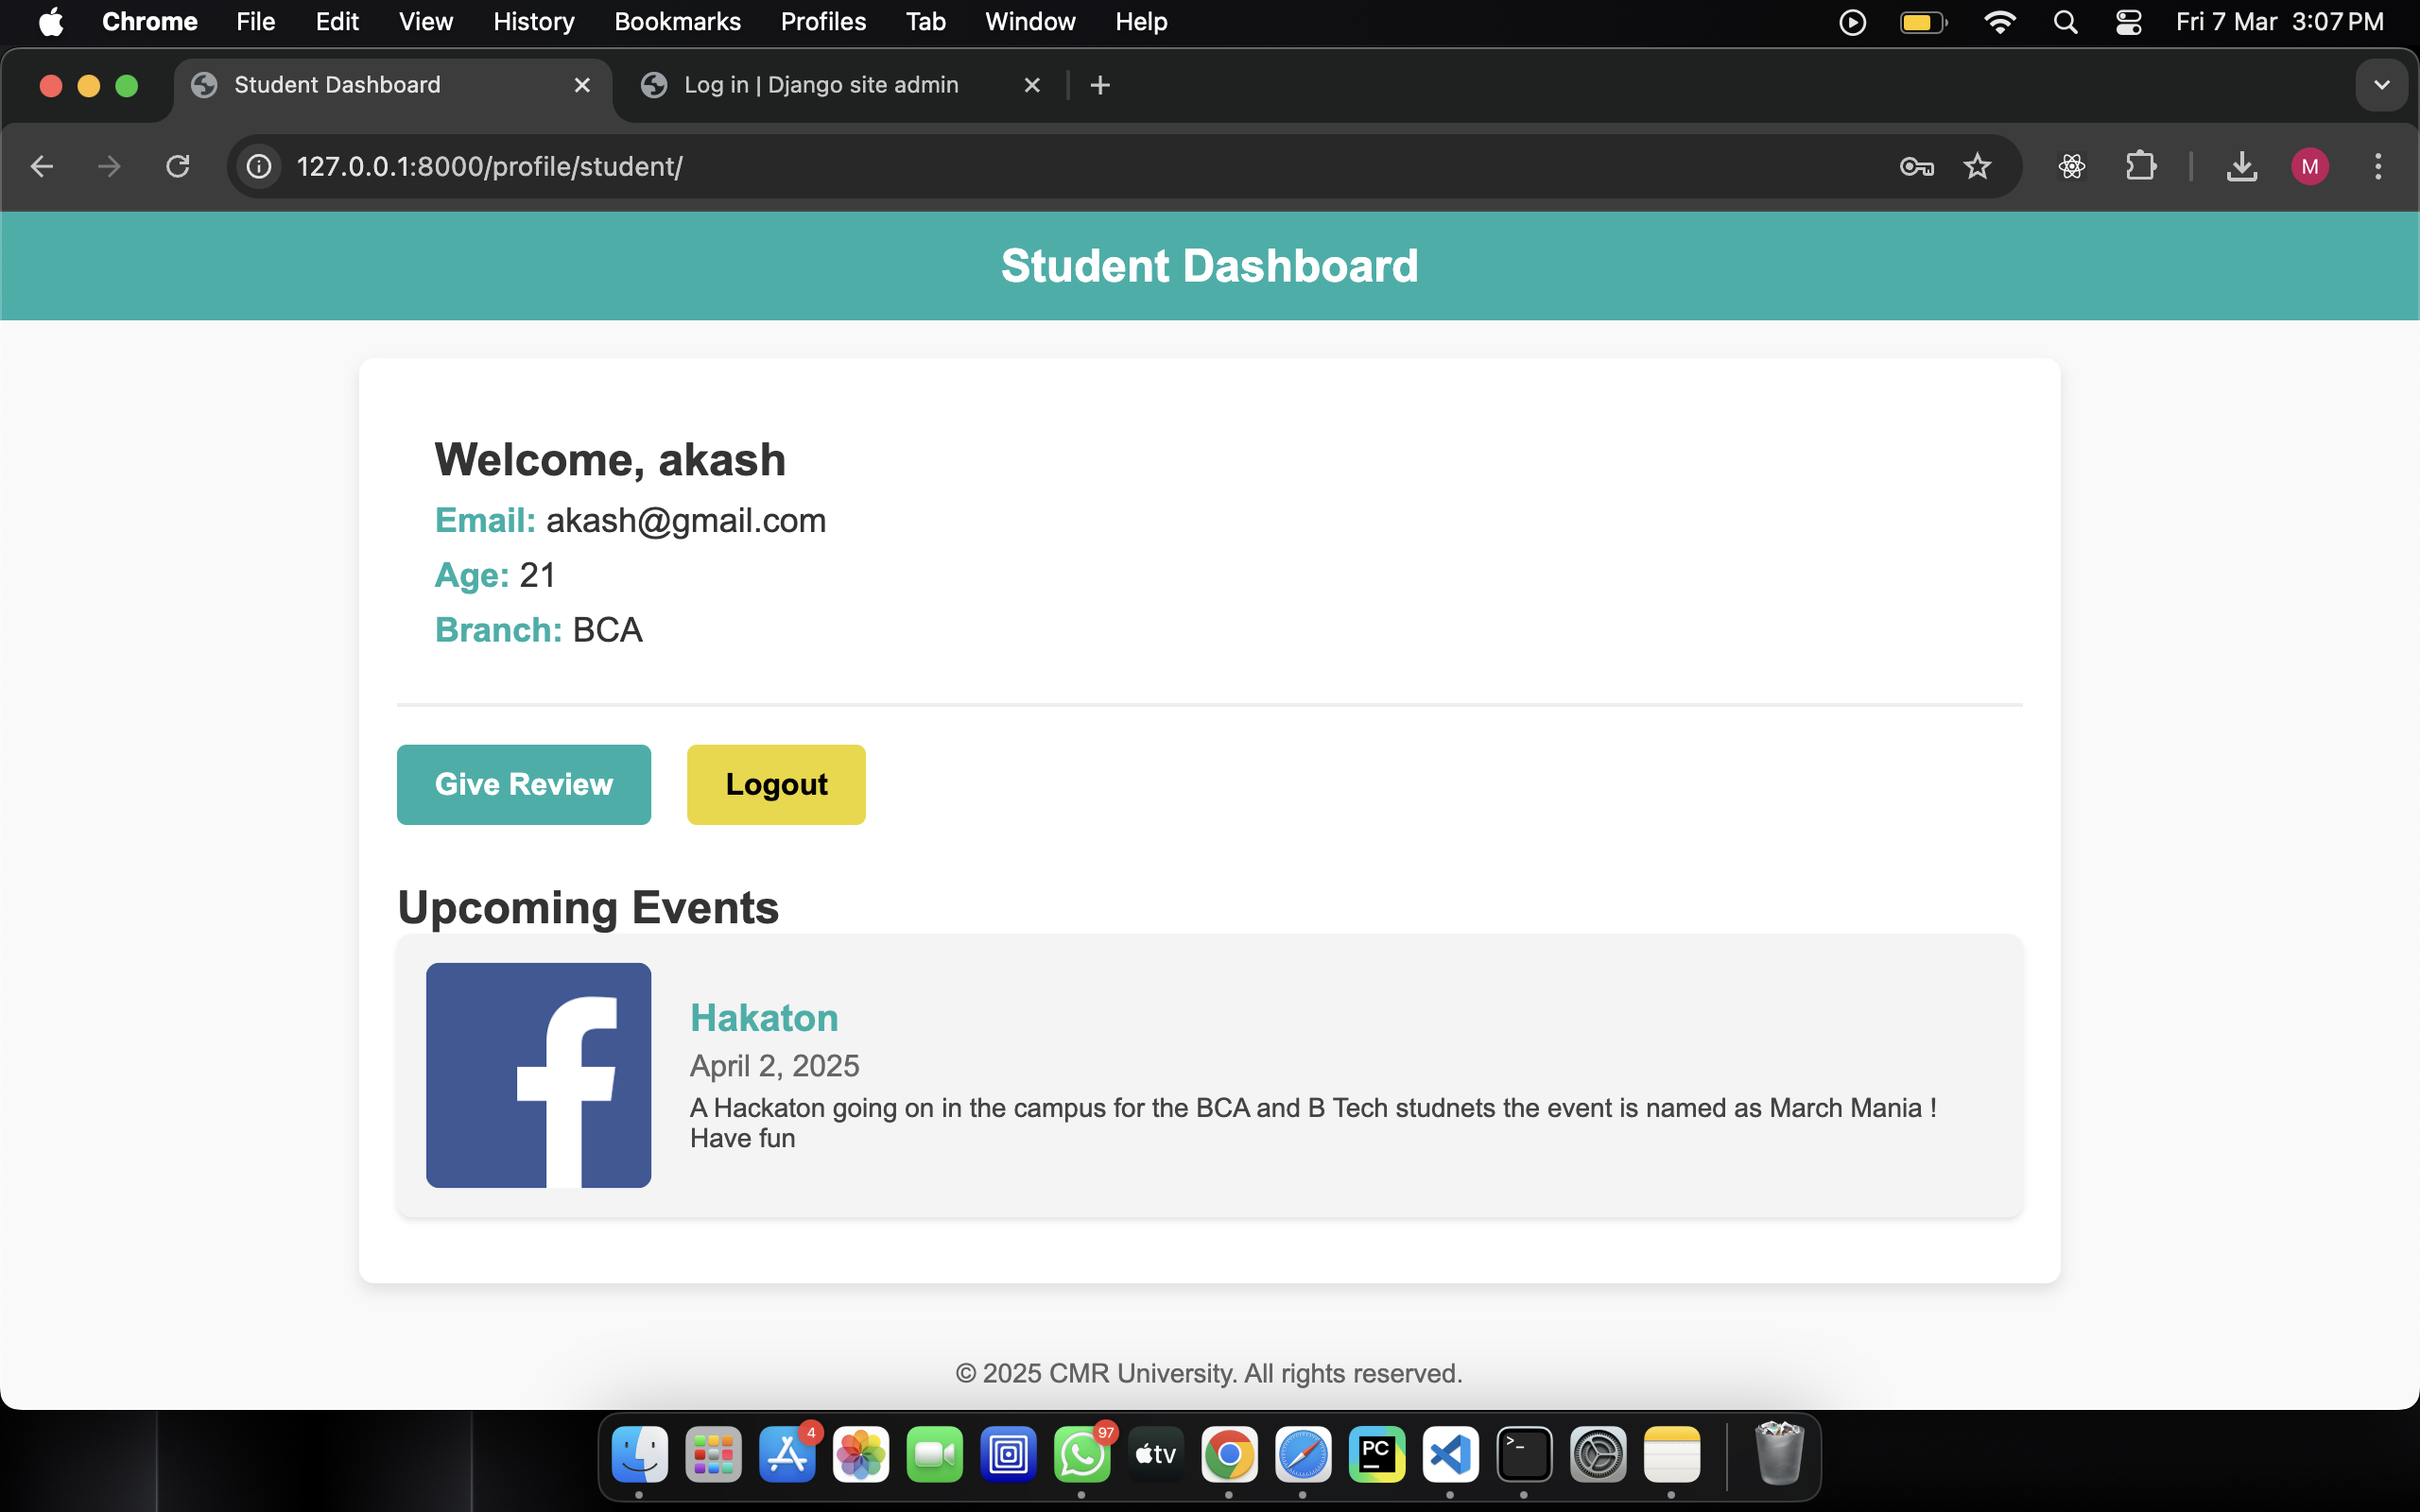 Chrome File Edit View History Bookmarks Profiles Tab Window Help Fri 7 Mar 3:07 PM
Student Dashboard Log in | Django site admin
127.0.0.1:8000/profile/student/ M
Student Dashboard
Welcome, akash
Email: akash@gmail.com
Age: 21
Branch: BCA
Give Review Logout
Upcoming Events
f
Hakaton
April 2, 2025
A Hackaton going on in the campus for the BCA and B Tech studnets the event is named as March Mania !
Have fun
© 2025 CMR University. All rights reserved.
4 97 tv PC >_